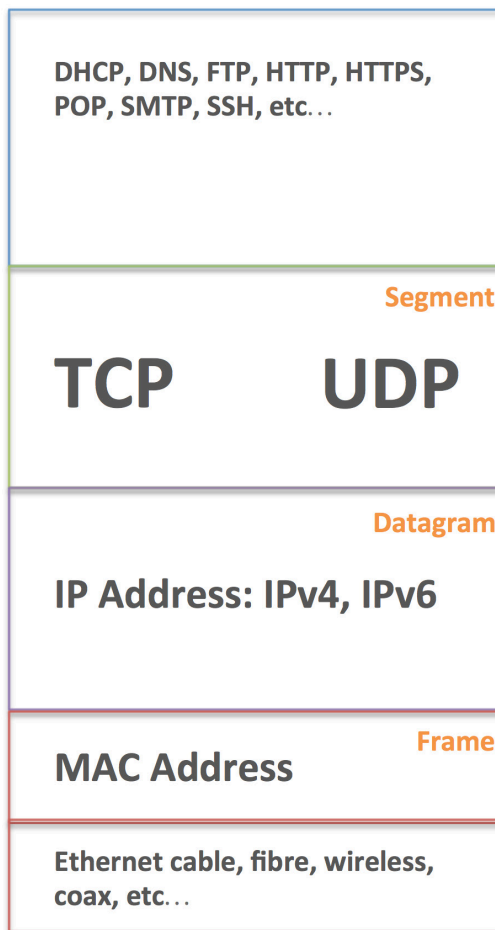 DHCP, DNS, FTP, HTTP, HTTPS,
POP, SMTP, SSH, etc...
Segment
TCP UDP
Datagram
IP Address: IPv4, IPv6
Frame
MAC Address
Ethernet cable, fibre, wireless,
coax, etc...